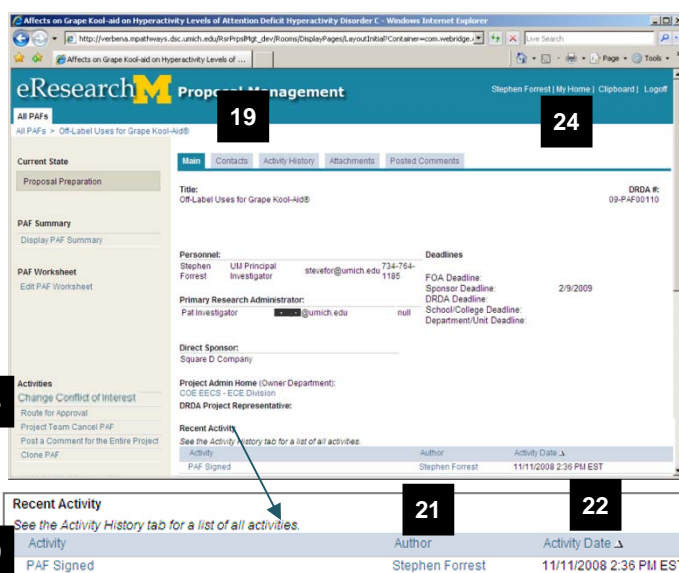 Affects on Grape Kool-aid on Hyperactivity Levels of Attention Deficit Hyperactivity Disorder C - Windows Internet Explorer
http://verbena.mpathways.dsc.umich.edu/RsrPrpslMgt_dev/Rooms/DisplayPages/LayoutInitial?Container=com.webridge.
Live Search
Affects on Grape Kool-aid on Hyperactivity Levels of ...
Page Tools
eResearch M Proposal Management
Stephen Forrest | My Home | Clipboard | Logoff
19
24
All PAFs
All PAFs > Off-Label Uses for Grape Kool-Aid®
Current State
Proposal Preparation
PAF Summary
Display PAF Summary
PAF Worksheet
Edit PAF Worksheet
Activities
Change Conflict of Interest
Route for Approval
Project Team Cancel PAF
Post a Comment for the Entire Project
Clone PAF
Main Contacts Activity History Attachments Posted Comments
Title: DRDA #:
Off-Label Uses for Grape Kool-Aid® 09-PAF00110
Personnel:
Stephen Forrest UM Principal Investigator stevefor@umich.edu 734-764-1185
Primary Research Administrator:
Pat Investigator @umich.edu null
Deadlines
FOA Deadline:
Sponsor Deadline: 2/9/2009
DRDA Deadline:
School/College Deadline:
Department/Unit Deadline:
Direct Sponsor:
Square D Company
Project Admin Home (Owner Department):
COE EECS - ECE Division
DRDA Project Representative:
Recent Activity
See the Activity History tab for a list of all activities.
Activity Author Activity Date
PAF Signed Stephen Forrest 11/11/2008 2:36 PM EST
Recent Activity
21
22
See the Activity History tab for a list of all activities.
Activity Author Activity Date
PAF Signed Stephen Forrest 11/11/2008 2:36 PM EST